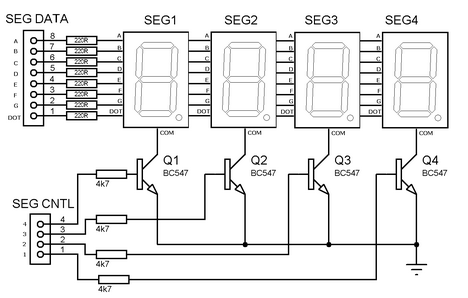 SEG DATA SEG1 SEG2 SEG3 SEG4
A 8 220R A A A A
B 7 220R B B B B
C 6 220R C C C C
D 5 220R D D D D
E 4 220R E E E E
F 3 220R F F F F
G 2 220R G G G G
DOT 1 220R DOT DOT DOT DOT
COM COM COM COM
Q1 Q2 Q3 Q4
BC547 BC547 BC547 BC547
4k7
SEG CNTL
4 4
3 3
4k7
2 2
1 1
4k7
4k7